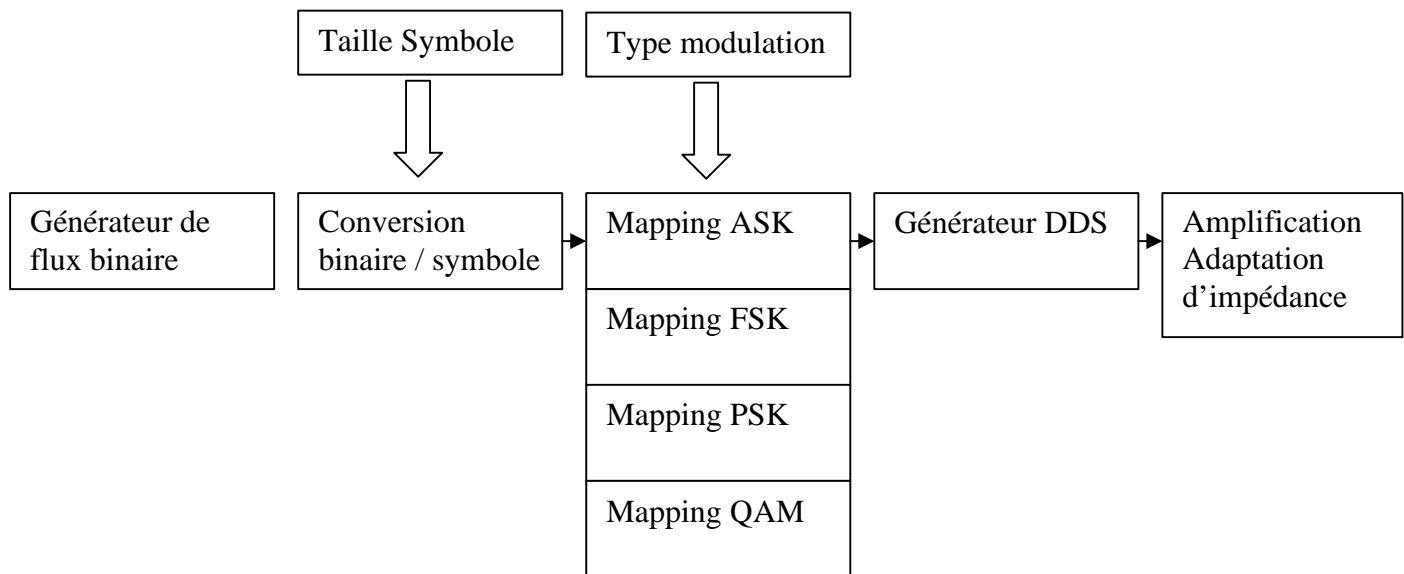 Taille Symbole
Type modulation
Générateur de
flux binaire
Conversion
binaire / symbole
Mapping ASK
Mapping FSK
Mapping PSK
Mapping QAM
Générateur DDS
Amplification
Adaptation
d’impédance